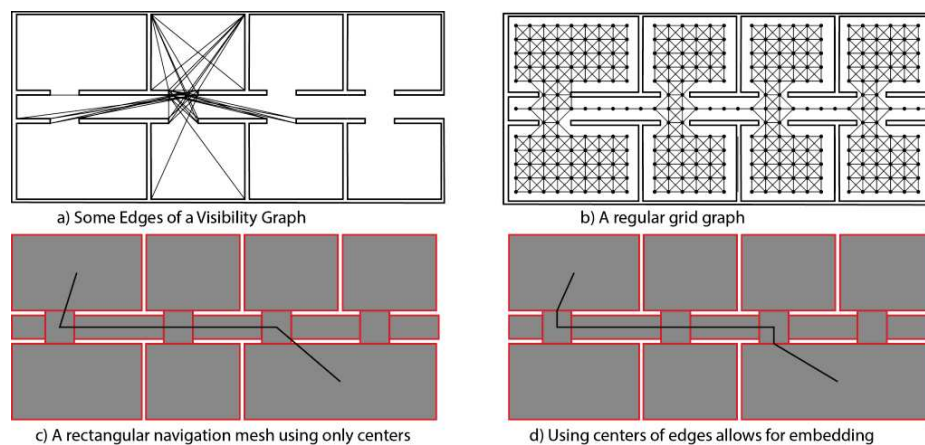 a) Some Edges of a Visibility Graph
b) A regular grid graph
c) A rectangular navigation mesh using only centers
d) Using centers of edges allows for embedding